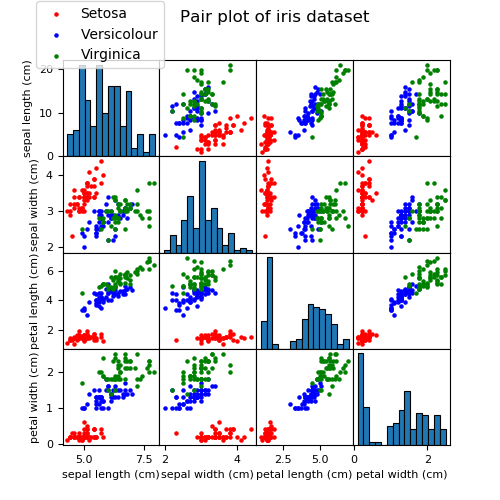 Pair plot of iris dataset
Setosa
Versicolour
Virginica
sepal length (cm)
20
10
0
sepal width (cm)
4
3
2
petal length (cm)
6
4
2
petal width (cm)
2
1
0
5.0 7.5
2 4
2.5 5.0
0 2
sepal length (cm) sepal width (cm) petal length (cm) petal width (cm)